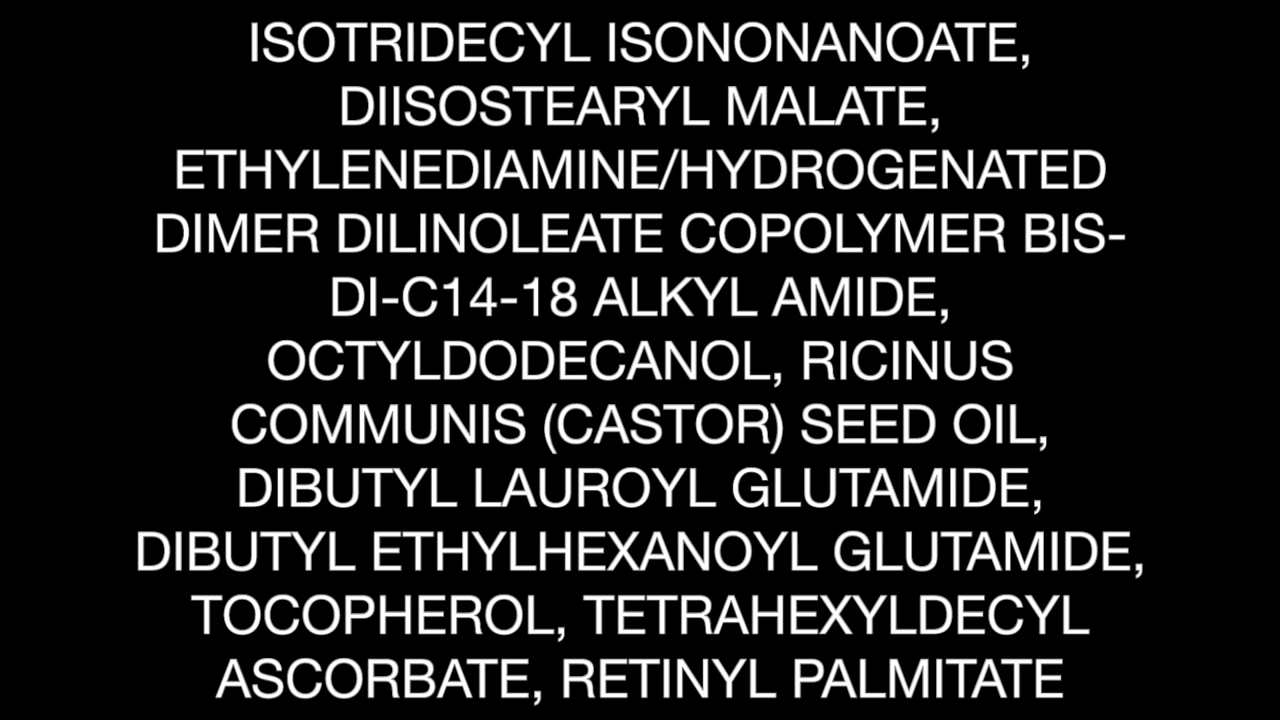 ISOTRIDECYL ISONONANOATE,
DIISOSTEARYL MALATE,
ETHYLENEDIAMINE/HYDROGENATED
DIMER DILINOLEATE COPOLYMER BIS-
DI-C14-18 ALKYL AMIDE,
OCTYLDODECANOL, RICINUS
COMMUNIS (CASTOR) SEED OIL,
DIBUTYL LAUROYL GLUTAMIDE,
DIBUTYL ETHYLHEXANOYL GLUTAMIDE,
TOCOPHEROL, TETRAHEXYLDECYL
ASCORBATE, RETINYL PALMITATE